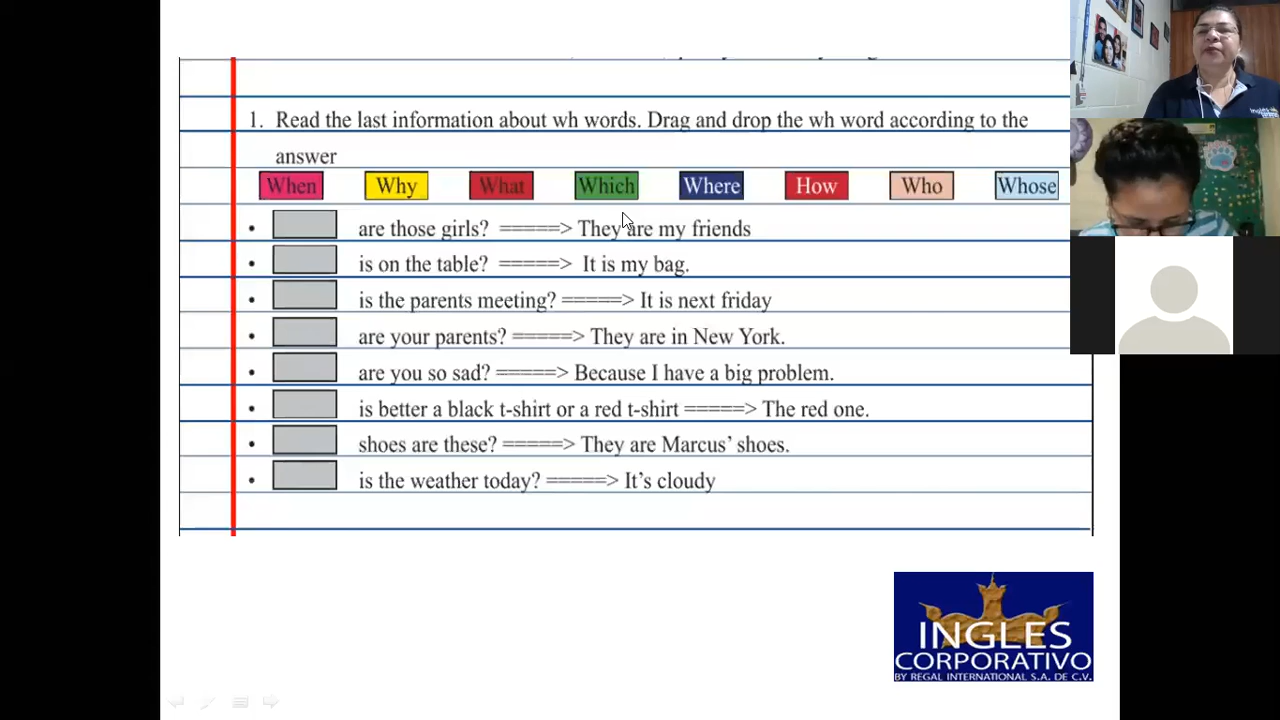 1. Read the last information about wh words. Drag and drop the wh word according to the
answer
When Why What Which Where How Who Whose
• are those girls? =====> They are my friends
• is on the table? =====> It is my bag.
• is the parents meeting? =====> It is next friday
• are your parents? =====> They are in New York.
• are you so sad? =====> Because I have a big problem.
• is better a black t-shirt or a red t-shirt =====> The red one.
• shoes are these? =====> They are Marcus’ shoes.
• is the weather today? =====> It’s cloudy
INGLES
CORPORATIVO
BY REGAL INTERNATIONAL S.A. DE C.V.